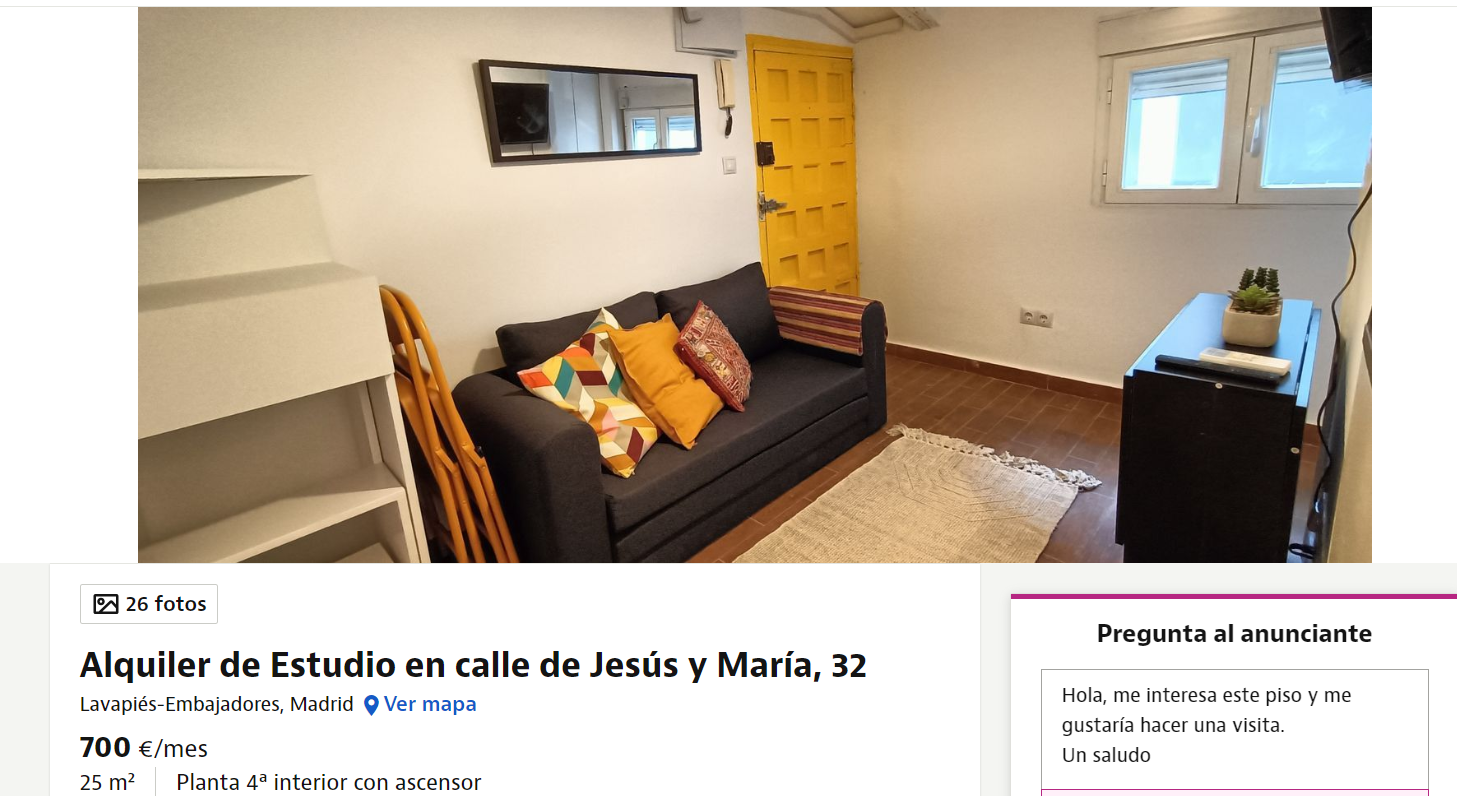 26 fotos
Alquiler de Estudio en calle de Jesús y María, 32
Lavapiés-Embajadores, Madrid Ver mapa
700 €/mes
25 m² Planta 4ª interior con ascensor
Pregunta al anunciante
Hola, me interesa este piso y me
gustaría hacer una visita.
Un saludo